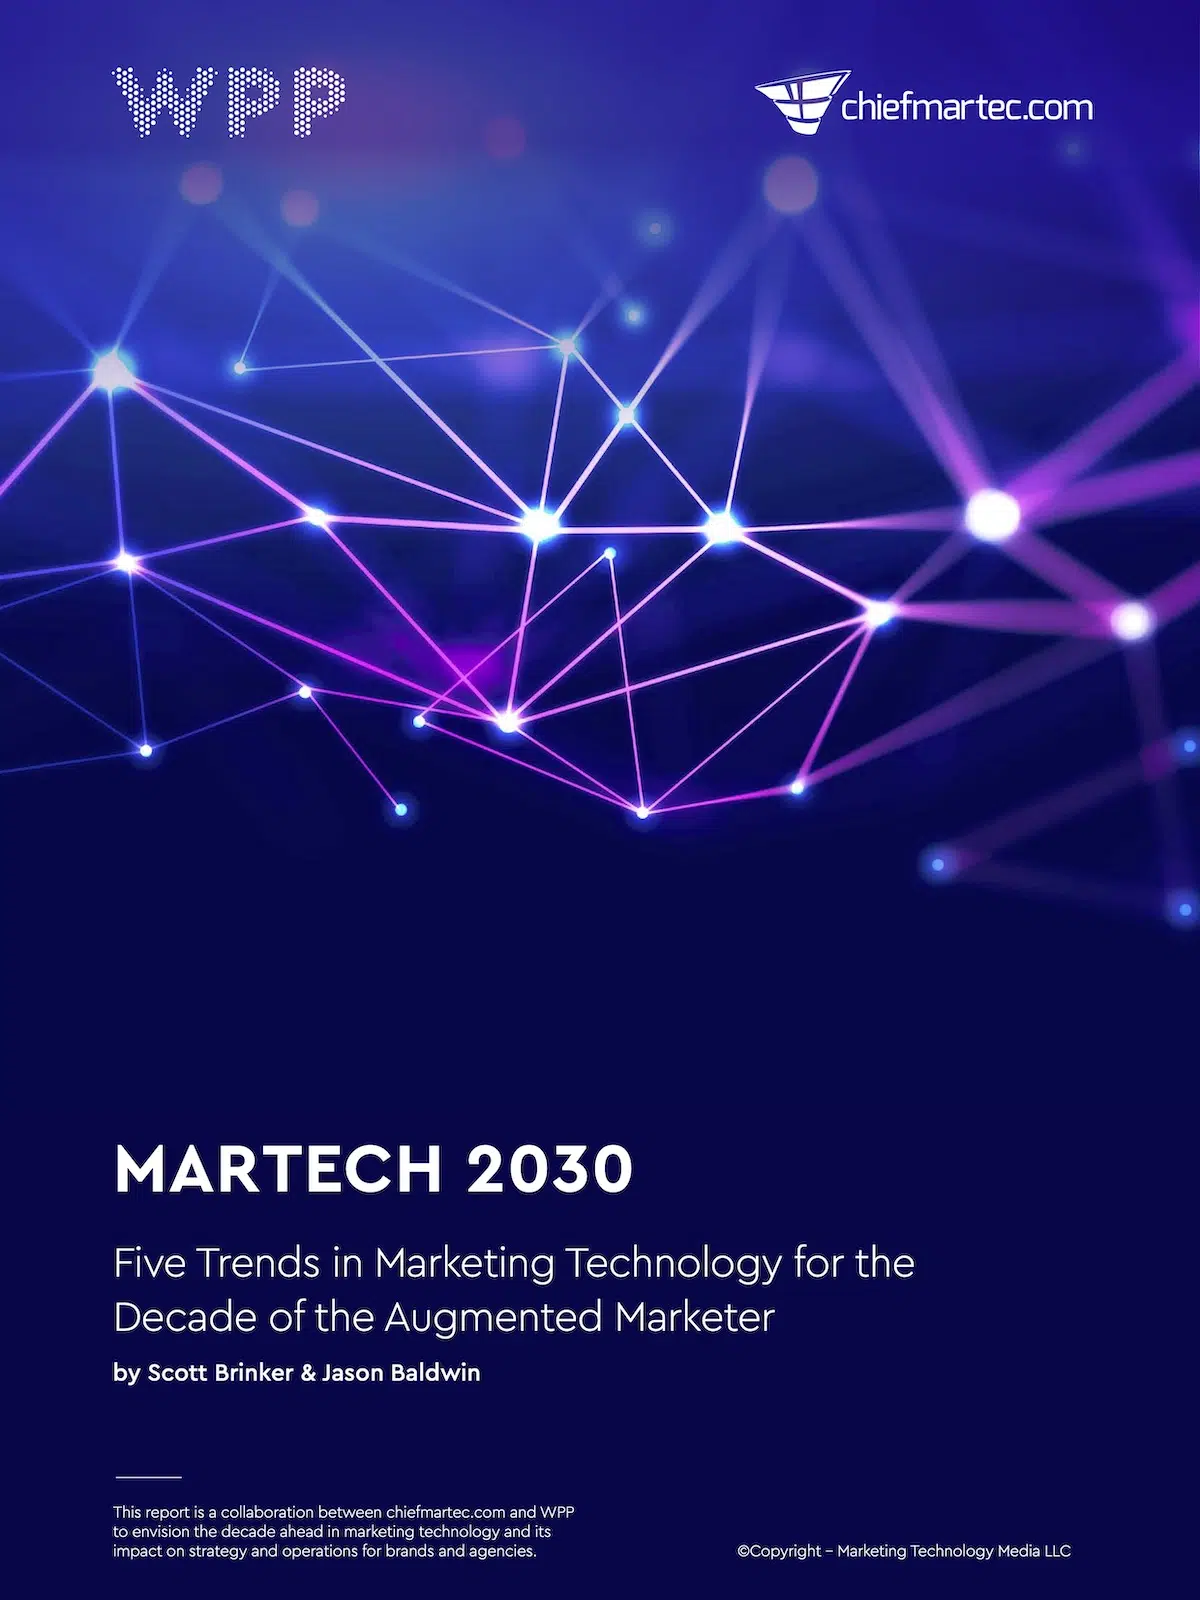 WPP
chiefmartec.com
MARTECH 2030
Five Trends in Marketing Technology for the
Decade of the Augmented Marketer
by Scott Brinker & Jason Baldwin
This report is a collaboration between chiefmartec.com and WPP
to envision the decade ahead in marketing technology and its
impact on strategy and operations for brands and agencies.
©Copyright – Marketing Technology Media LLC